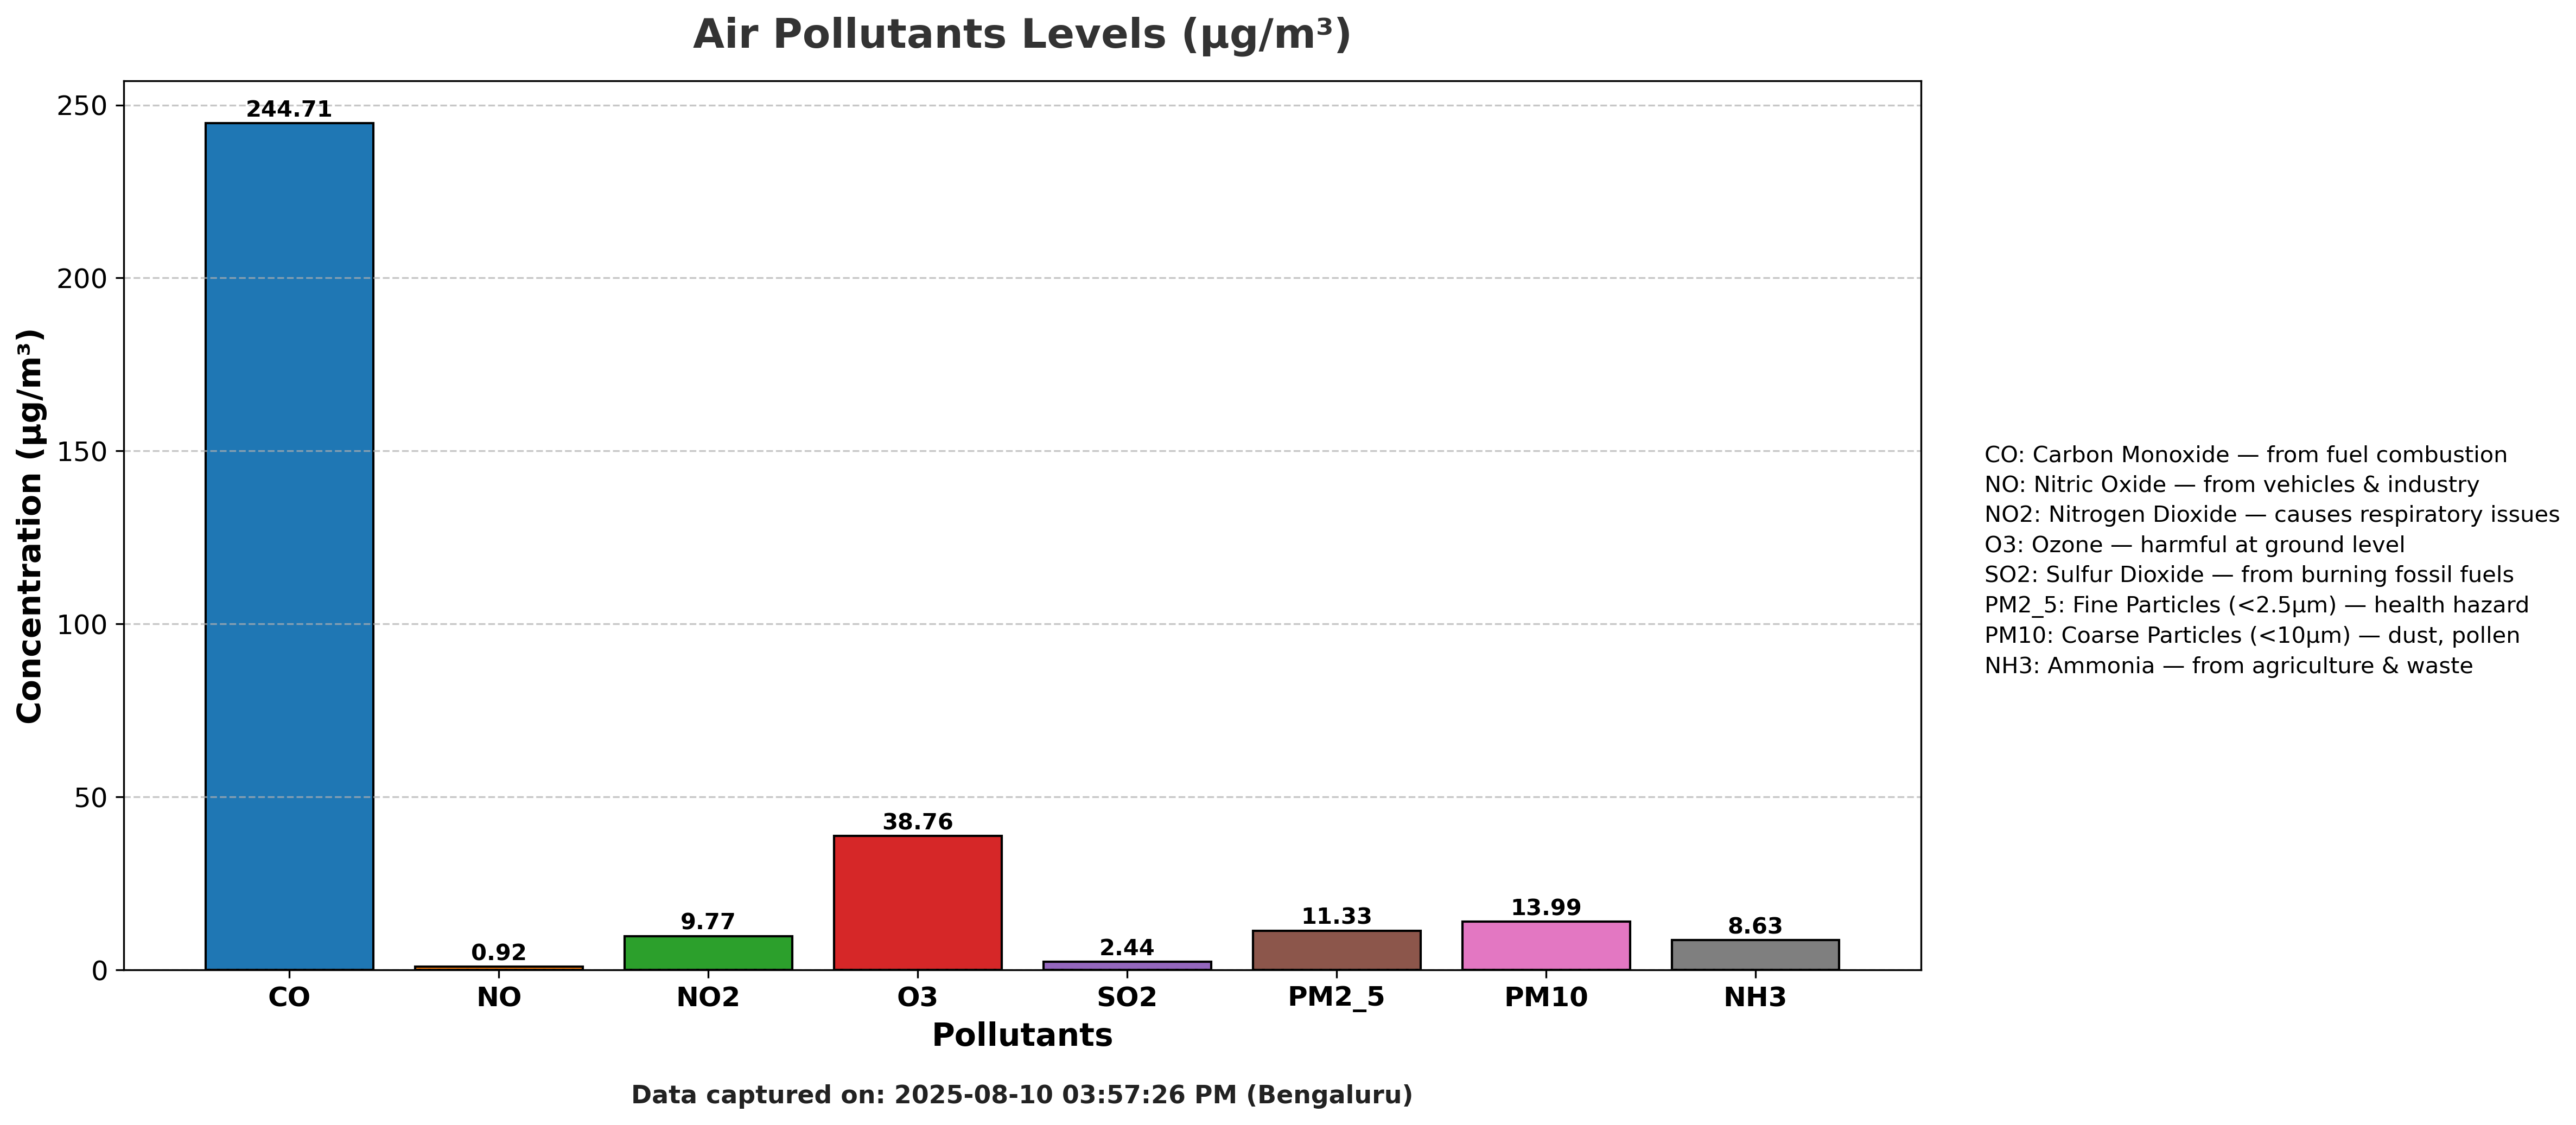 Air Pollutants Levels (µg/m³)
Concentration (µg/m³)
250
200
150
100
50
0
244.71
0.92
9.77
38.76
2.44
11.33
13.99
8.63
CO
NO
NO2
O3
SO2
PM2_5
PM10
NH3
Pollutants
Data captured on: 2025-08-10 03:57:26 PM (Bengaluru)
CO: Carbon Monoxide — from fuel combustion
NO: Nitric Oxide — from vehicles & industry
NO2: Nitrogen Dioxide — causes respiratory issues
O3: Ozone — harmful at ground level
SO2: Sulfur Dioxide — from burning fossil fuels
PM2_5: Fine Particles (<2.5µm) — health hazard
PM10: Coarse Particles (<10µm) — dust, pollen
NH3: Ammonia — from agriculture & waste